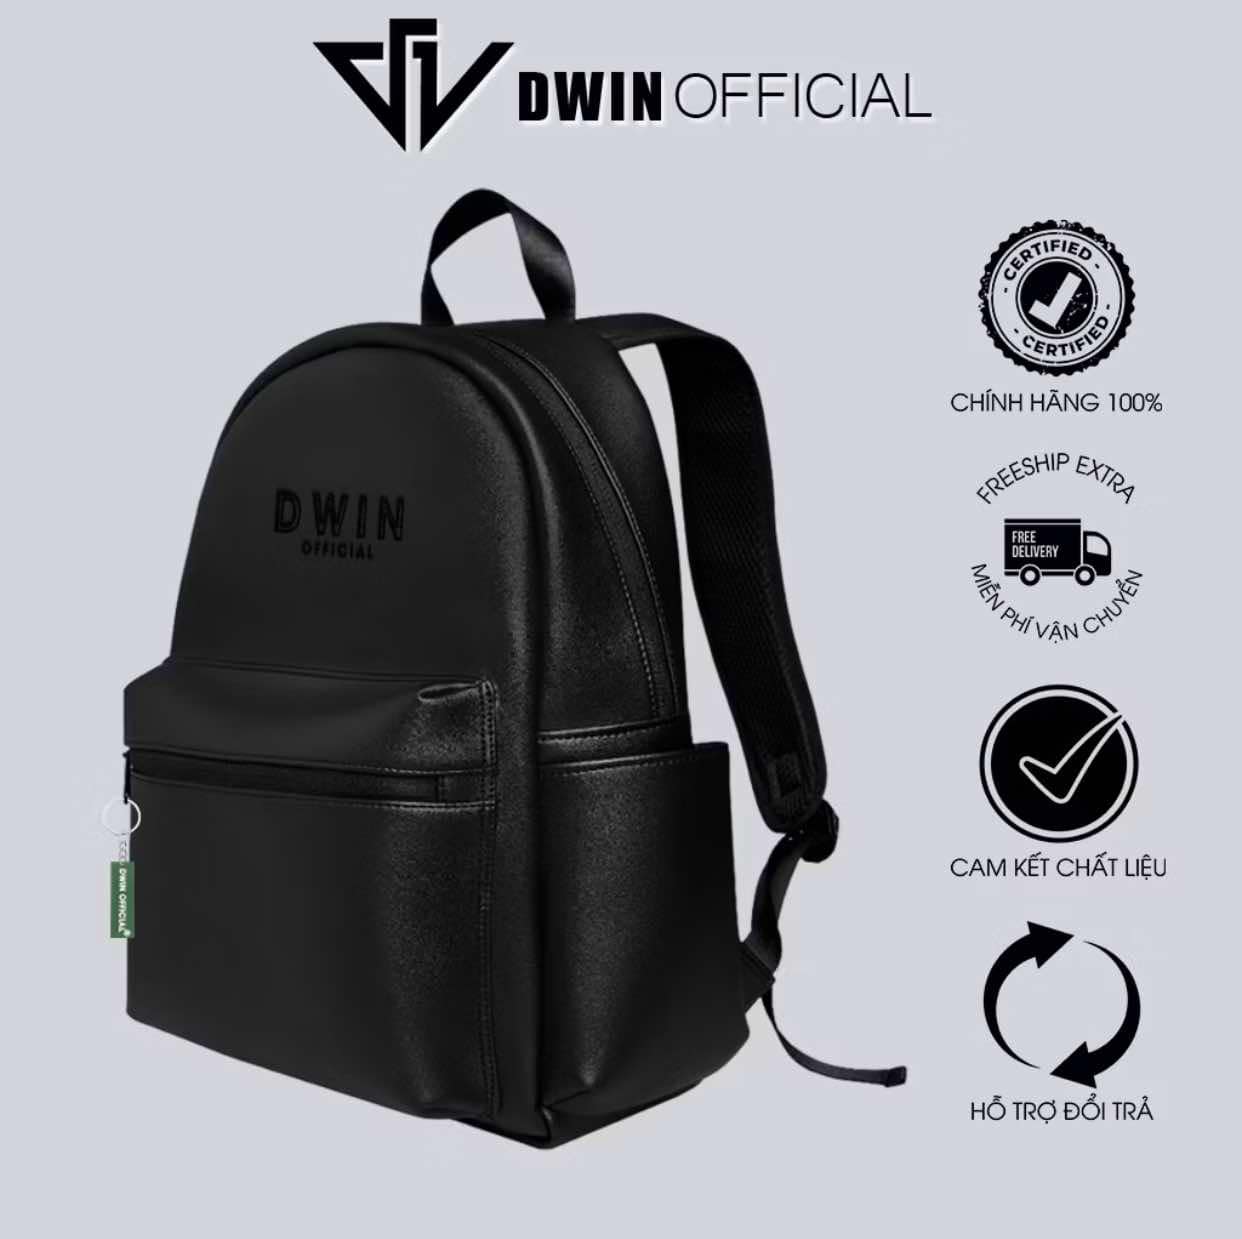 DWIN OFFICIAL
DWIN
OFFICIAL
DWIN OFFICIAL®
- CERTIFIED -
- CERTIFIED -
CHÍNH HÃNG 100%
FREESHIP EXTRA
FREE
DELIVERY
MIỄN PHÍ VẬN CHUYỂN
CAM KẾT CHẤT LIỆU
HỖ TRỢ ĐỔI TRẢ